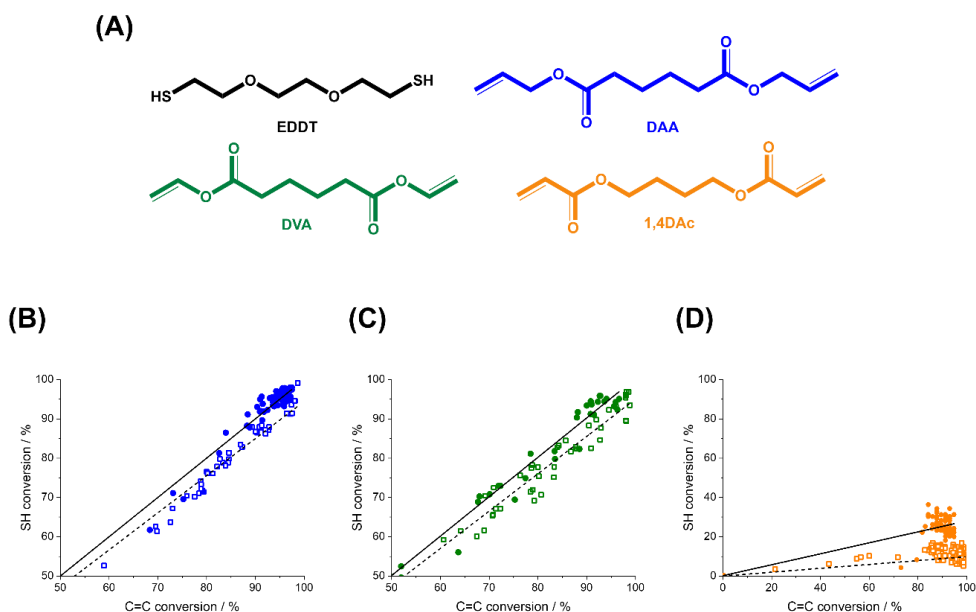 (A)
HS
O
O
SH
EDDT
O
O
O
O
DAA
O
O
O
O
DVA
O
O
O
O
1,4DAc
(B)
(C)
(D)
100
90
80
70
60
50
50
60
70
80
90
100
SH conversion / %
C=C conversion / %
100
90
80
70
60
50
50
60
70
80
90
100
SH conversion / %
C=C conversion / %
100
80
60
40
20
0
0
20
40
60
80
100
SH conversion / %
C=C conversion / %